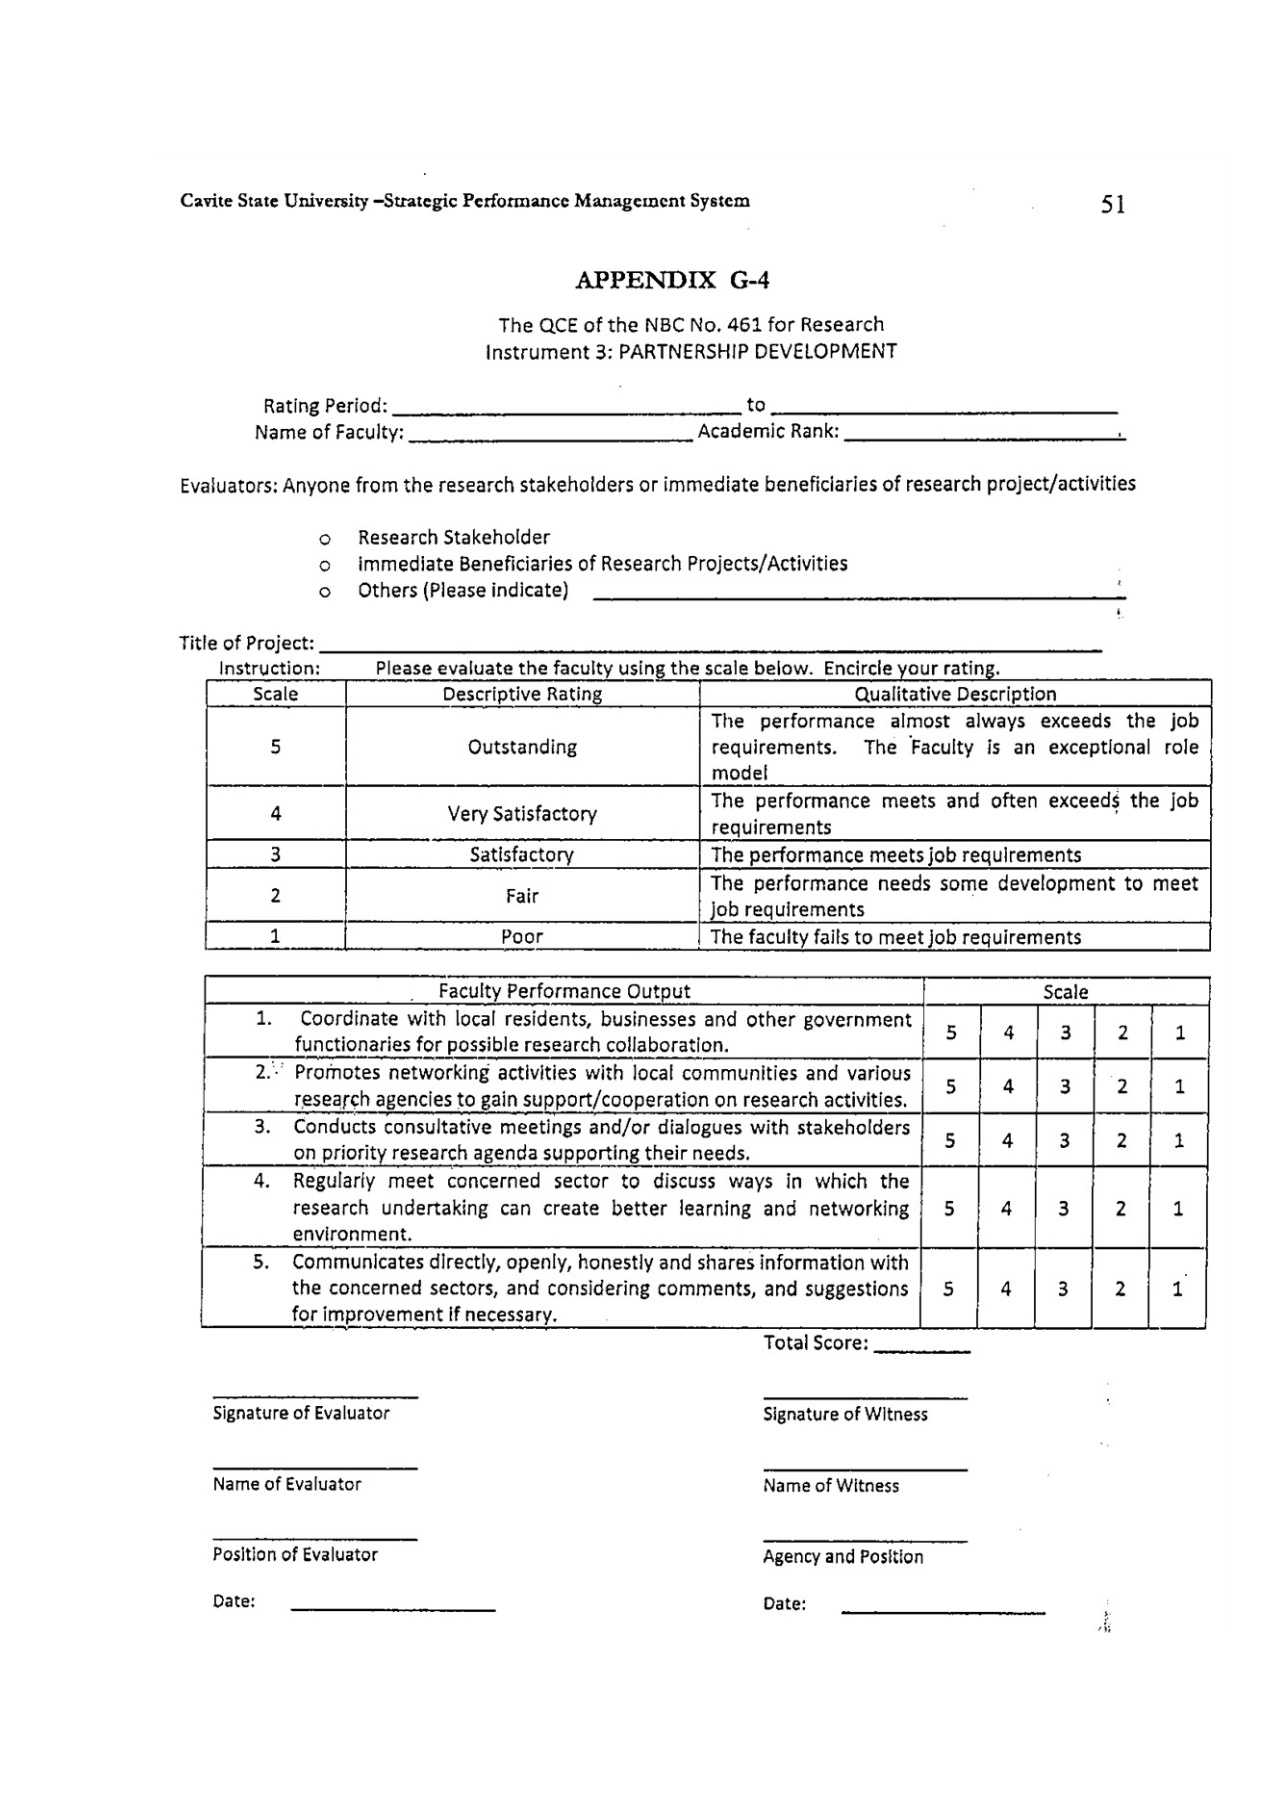 Cavite State University –Strategic Performance Management System 51
APPENDIX G-4
The QCE of the NBC No. 461 for Research
Instrument 3: PARTNERSHIP DEVELOPMENT
Rating Period: ______ to ______
Name of Faculty: ______ Academic Rank: ______
Evaluators: Anyone from the research stakeholders or immediate beneficiaries of research project/activities
o Research Stakeholder
o Immediate Beneficiaries of Research Projects/Activities
o Others (Please indicate) ______
Title of Project: ______
Instruction: Please evaluate the faculty using the scale below. Encircle your rating.
Scale Descriptive Rating Qualitative Description
5 Outstanding The performance almost always exceeds the job
requirements. The Faculty is an exceptional role
model
4 Very Satisfactory The performance meets and often exceeds the job
requirements
3 Satisfactory The performance meets job requirements
2 Fair The performance needs some development to meet
job requirements
1 Poor The faculty fails to meet job requirements
Faculty Performance Output Scale
1. Coordinate with local residents, businesses and other government
functionaries for possible research collaboration. 5 4 3 2 1
2. Promotes networking activities with local communities and various
research agencies to gain support/cooperation on research activities. 5 4 3 2 1
3. Conducts consultative meetings and/or dialogues with stakeholders
on priority research agenda supporting their needs. 5 4 3 2 1
4. Regularly meet concerned sector to discuss ways in which the
research undertaking can create better learning and networking 5 4 3 2 1
environment.
5. Communicates directly, openly, honestly and shares information with
the concerned sectors, and considering comments, and suggestions 5 4 3 2 1
for improvement if necessary.
Total Score: ______
Signature of Evaluator Signature of Witness
Name of Evaluator Name of Witness
Position of Evaluator Agency and Position
Date: ______ Date: ______